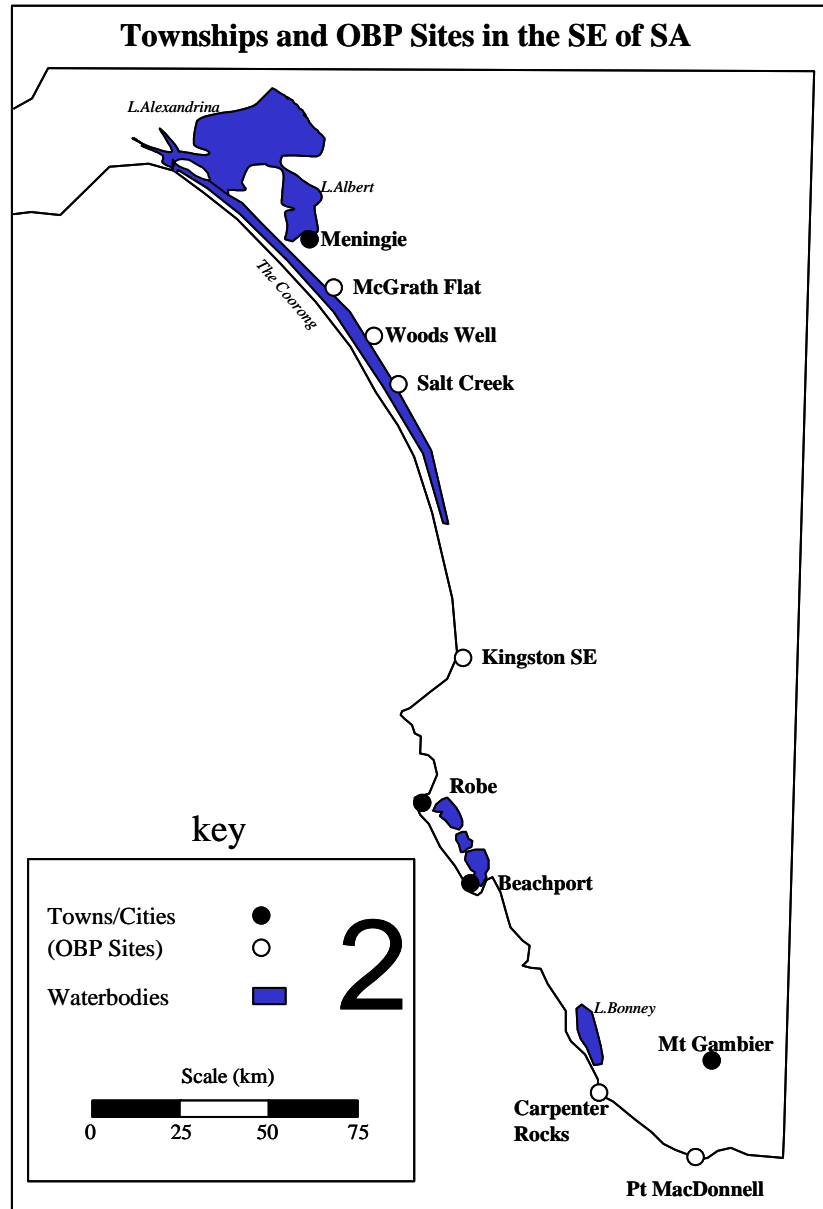 Townships and OBP Sites in the SE of SA
L.Alexandrina
L.Albert
Meningie
The Coorong
McGrath Flat
Woods Well
Salt Creek
Kingston SE
Robe
Beachport
L.Bonney
Mt Gambier
Carpenter
Rocks
Pt MacDonnell
key
Towns/Cities
(OBP Sites)
2
Waterbodies
Scale (km)
0 25 50 75